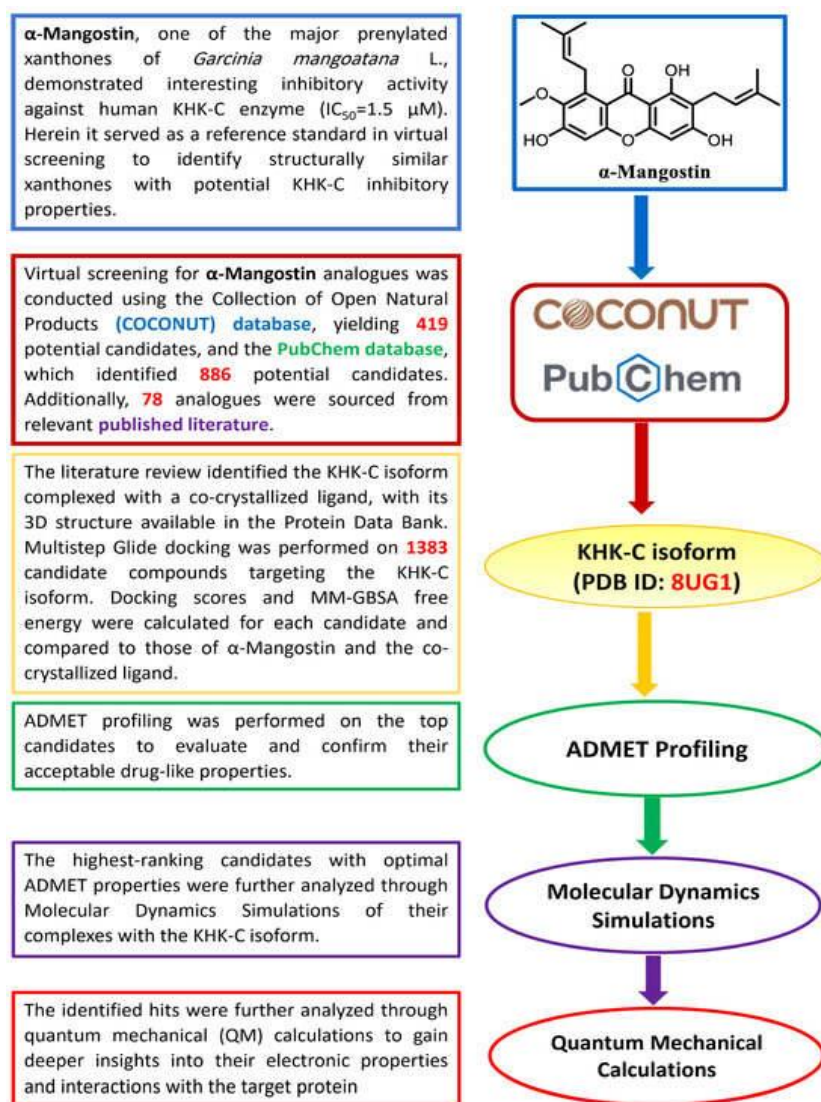 α-Mangostin, one of the major prenylated
xanthones of Garcinia mangoatana L.,
demonstrated interesting inhibitory activity
against human KHK-C enzyme (IC50=1.5 μM).
Herein it served as a reference standard in virtual
screening to identify structurally similar
xanthones with potential KHK-C inhibitory
properties.
O
OH
O
HO
O
OH
α-Mangostin
Virtual screening for α-Mangostin analogues was
conducted using the Collection of Open Natural
Products (COCONUT) database, yielding 419
potential candidates, and the PubChem database,
which identified 886 potential candidates.
Additionally, 78 analogues were sourced from
relevant published literature.
COCONUT
PubChem
The literature review identified the KHK-C isoform
complexed with a co-crystallized ligand, with its
3D structure available in the Protein Data Bank.
Multistep Glide docking was performed on 1383
candidate compounds targeting the KHK-C
isoform. Docking scores and MM-GBSA free
energy were calculated for each candidate and
compared to those of α-Mangostin and the co-
crystallized ligand.
KHK-C isoform
(PDB ID: 8UG1)
ADMET profiling was performed on the top
candidates to evaluate and confirm their
acceptable drug-like properties.
ADMET Profiling
The highest-ranking candidates with optimal
ADMET properties were further analyzed through
Molecular Dynamics Simulations of their
complexes with the KHK-C isoform.
Molecular Dynamics
Simulations
The identified hits were further analyzed through
quantum mechanical (QM) calculations to gain
deeper insights into their electronic properties
and interactions with the target protein
Quantum Mechanical
Calculations